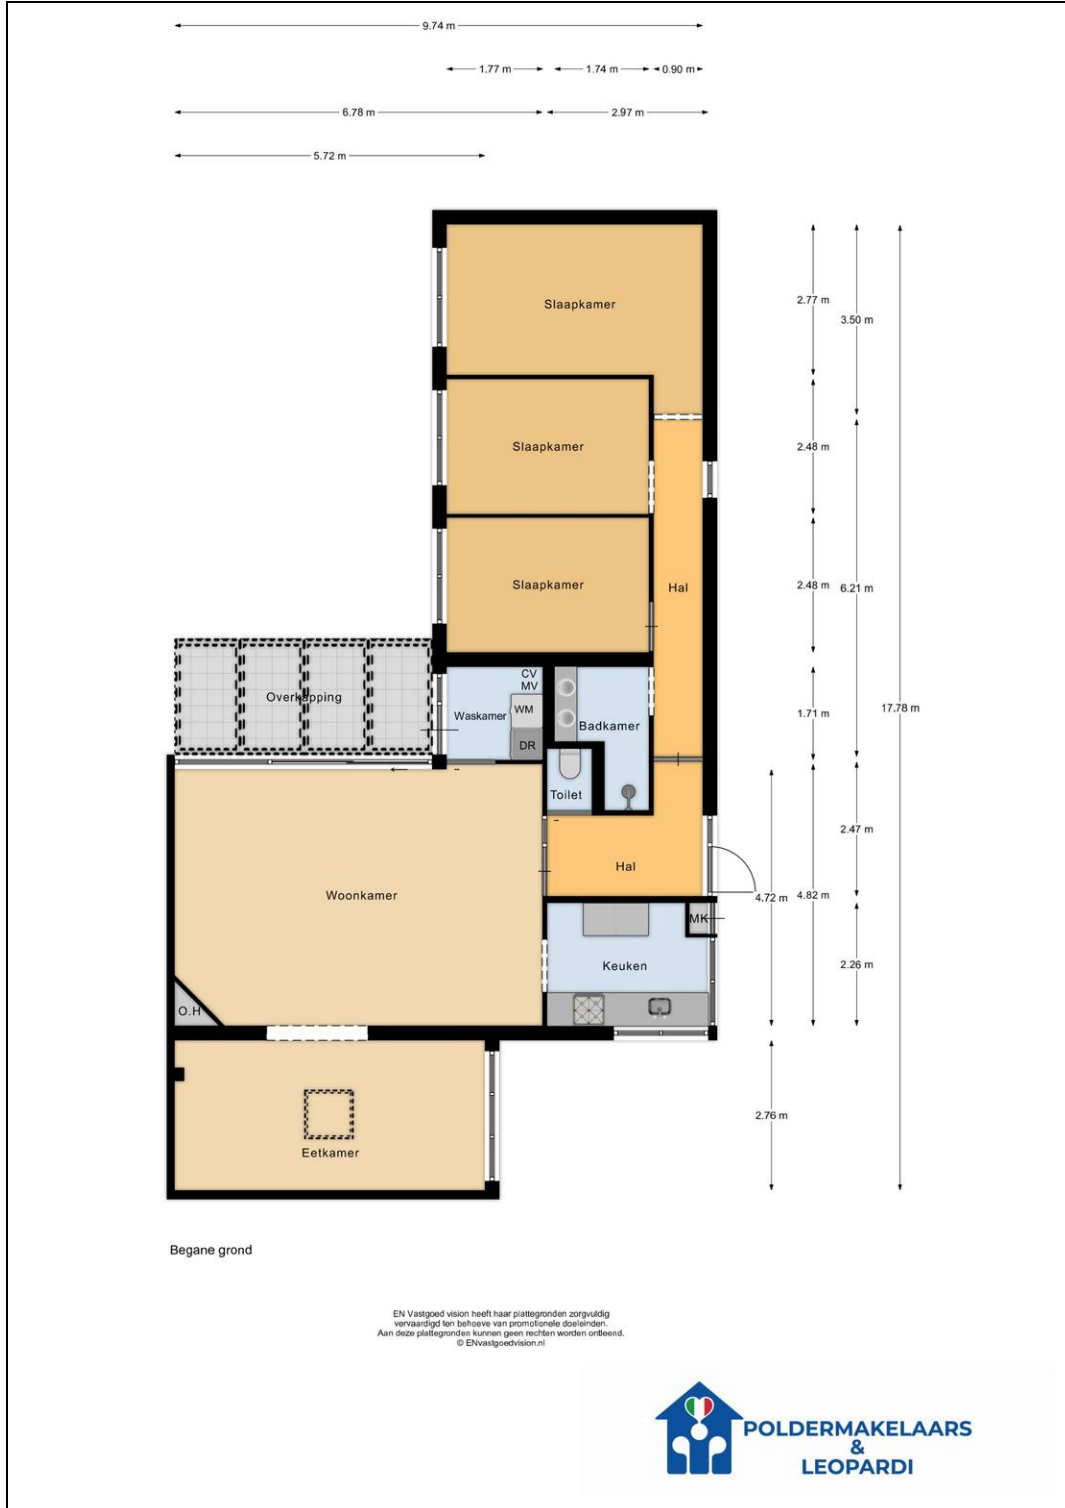 9.74 m
1.77 m
1.74 m
0.90 m
6.78 m
2.97 m
5.72 m
Slaapkamer
2.77 m
3.50 m
Slaapkamer
2.48 m
Slaapkamer
Hal
2.48 m
6.21 m
Overkapping
CV
MV
WM
Waskamer
DR
Badkamer
1.71 m
17.78 m
Toilet
2.47 m
Woonkamer
Hal
4.72 m
4.82 m
MK
Keuken
2.26 m
O.H
2.76 m
Eetkamer
Begane grond
EN Vastgoed vision heeft haar plattegronden zorgvuldig
vervaardigd ten behoeve van promotionele doeleinden.
Aan deze plattegronden kunnen geen rechten worden ontleend.
© ENvastgoedvision.nl
POLDERMAKELAARS
&
LEOPARDI